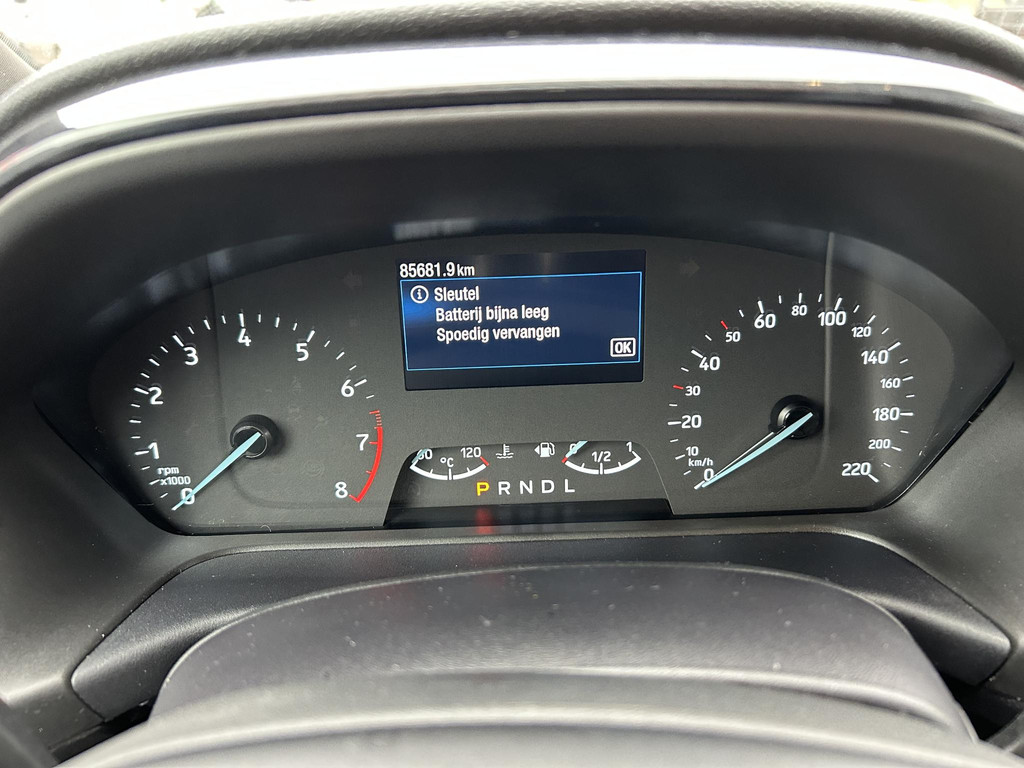 85681.9 km
Sleutel
Batterij bijna leeg
Spoedig vervangen
OK
0 1 2 3 4 5 6 7 8
rpm
x1000
0 10 20 30 40 50 60 80 100 120 140 160 180 200 220
km/h
°C 120
0 1/2 1
P R N D L